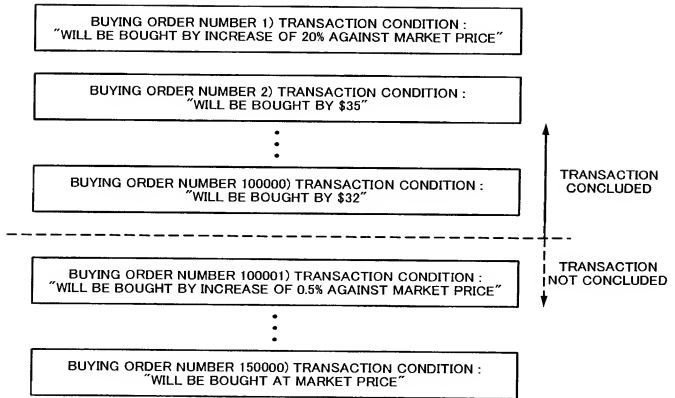 BUYING ORDER NUMBER 1) TRANSACTION CONDITION :
"WILL BE BOUGHT BY INCREASE OF 20% AGAINST MARKET PRICE"
BUYING ORDER NUMBER 2) TRANSACTION CONDITION :
"WILL BE BOUGHT BY $35"
BUYING ORDER NUMBER 100000) TRANSACTION CONDITION :
"WILL BE BOUGHT BY $32"
TRANSACTION
CONCLUDED
BUYING ORDER NUMBER 100001) TRANSACTION CONDITION :
"WILL BE BOUGHT BY INCREASE OF 0.5% AGAINST MARKET PRICE"
TRANSACTION
NOT CONCLUDED
BUYING ORDER NUMBER 150000) TRANSACTION CONDITION :
"WILL BE BOUGHT AT MARKET PRICE"